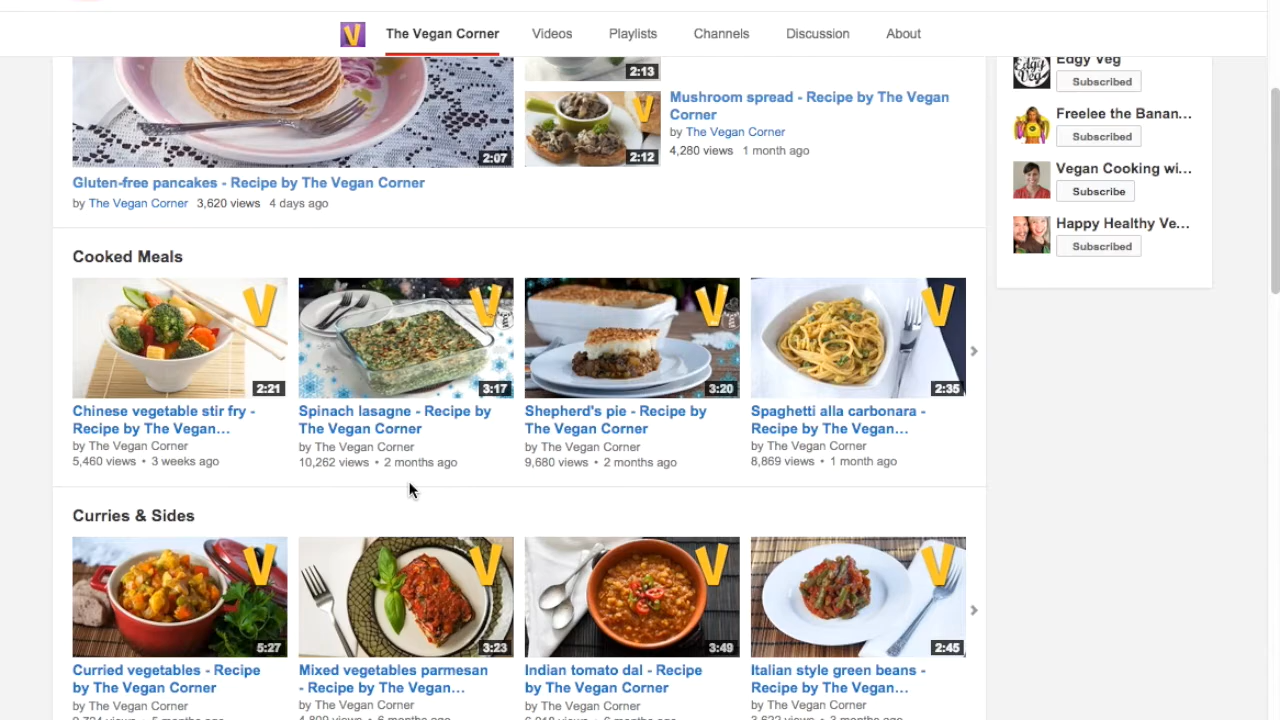 V The Vegan Corner Videos Playlists Channels Discussion About
2:07
Gluten-free pancakes - Recipe by The Vegan Corner
by The Vegan Corner 3,620 views 4 days ago
2:13
V
2:12
Mushroom spread - Recipe by The Vegan
Corner
by The Vegan Corner
4,280 views 1 month ago
Edgy Veg
Edgy Veg
Subscribed
Freelee the Banan...
Subscribed
Vegan Cooking wi...
Subscribe
Happy Healthy Ve...
Subscribed
Cooked Meals
V
2:21
Chinese vegetable stir fry -
Recipe by The Vegan...
by The Vegan Corner
5,460 views • 3 weeks ago
V
3:17
Spinach lasagne - Recipe by
The Vegan Corner
by The Vegan Corner
10,262 views • 2 months ago
V
3:20
Shepherd's pie - Recipe by
The Vegan Corner
by The Vegan Corner
9,680 views • 2 months ago
V
2:35
Spaghetti alla carbonara -
Recipe by The Vegan...
by The Vegan Corner
8,869 views • 1 month ago
Curries & Sides
V
5:27
Curried vegetables - Recipe
by The Vegan Corner
by The Vegan Corner
V
3:23
Mixed vegetables parmesan
- Recipe by The Vegan...
by The Vegan Corner
V
3:49
Indian tomato dal - Recipe
by The Vegan Corner
by The Vegan Corner
V
2:45
Italian style green beans -
Recipe by The Vegan...
by The Vegan Corner